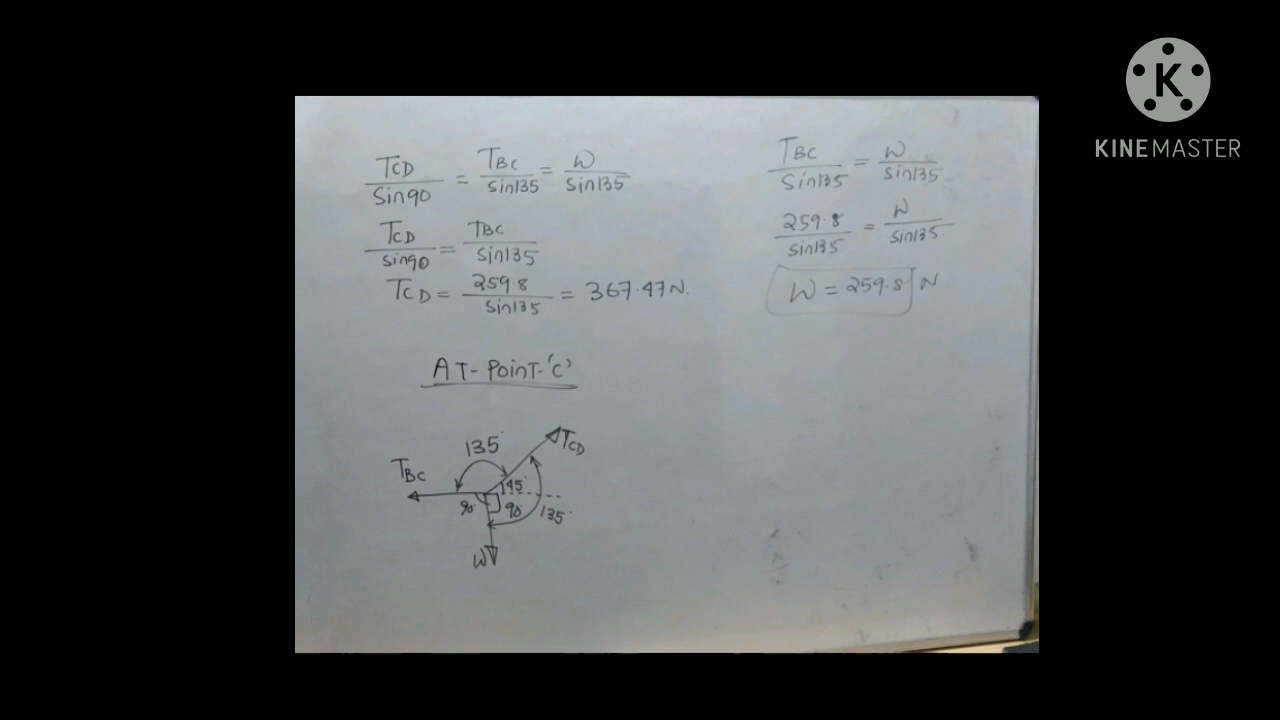 TCD/Sin90 = TBC/sin135 = W/sin135
TCD/sin90 = TBC/sin135
TCD = 259.8/sin135 = 367.47N.
AT-POINT-'C'
135°
TCD
TBC
45°
90°
90°
135°
W
TBC/Sin135 = W/sin135
259.8/sin135 = W/sin135
W = 259.8 N
K
KINEMASTER